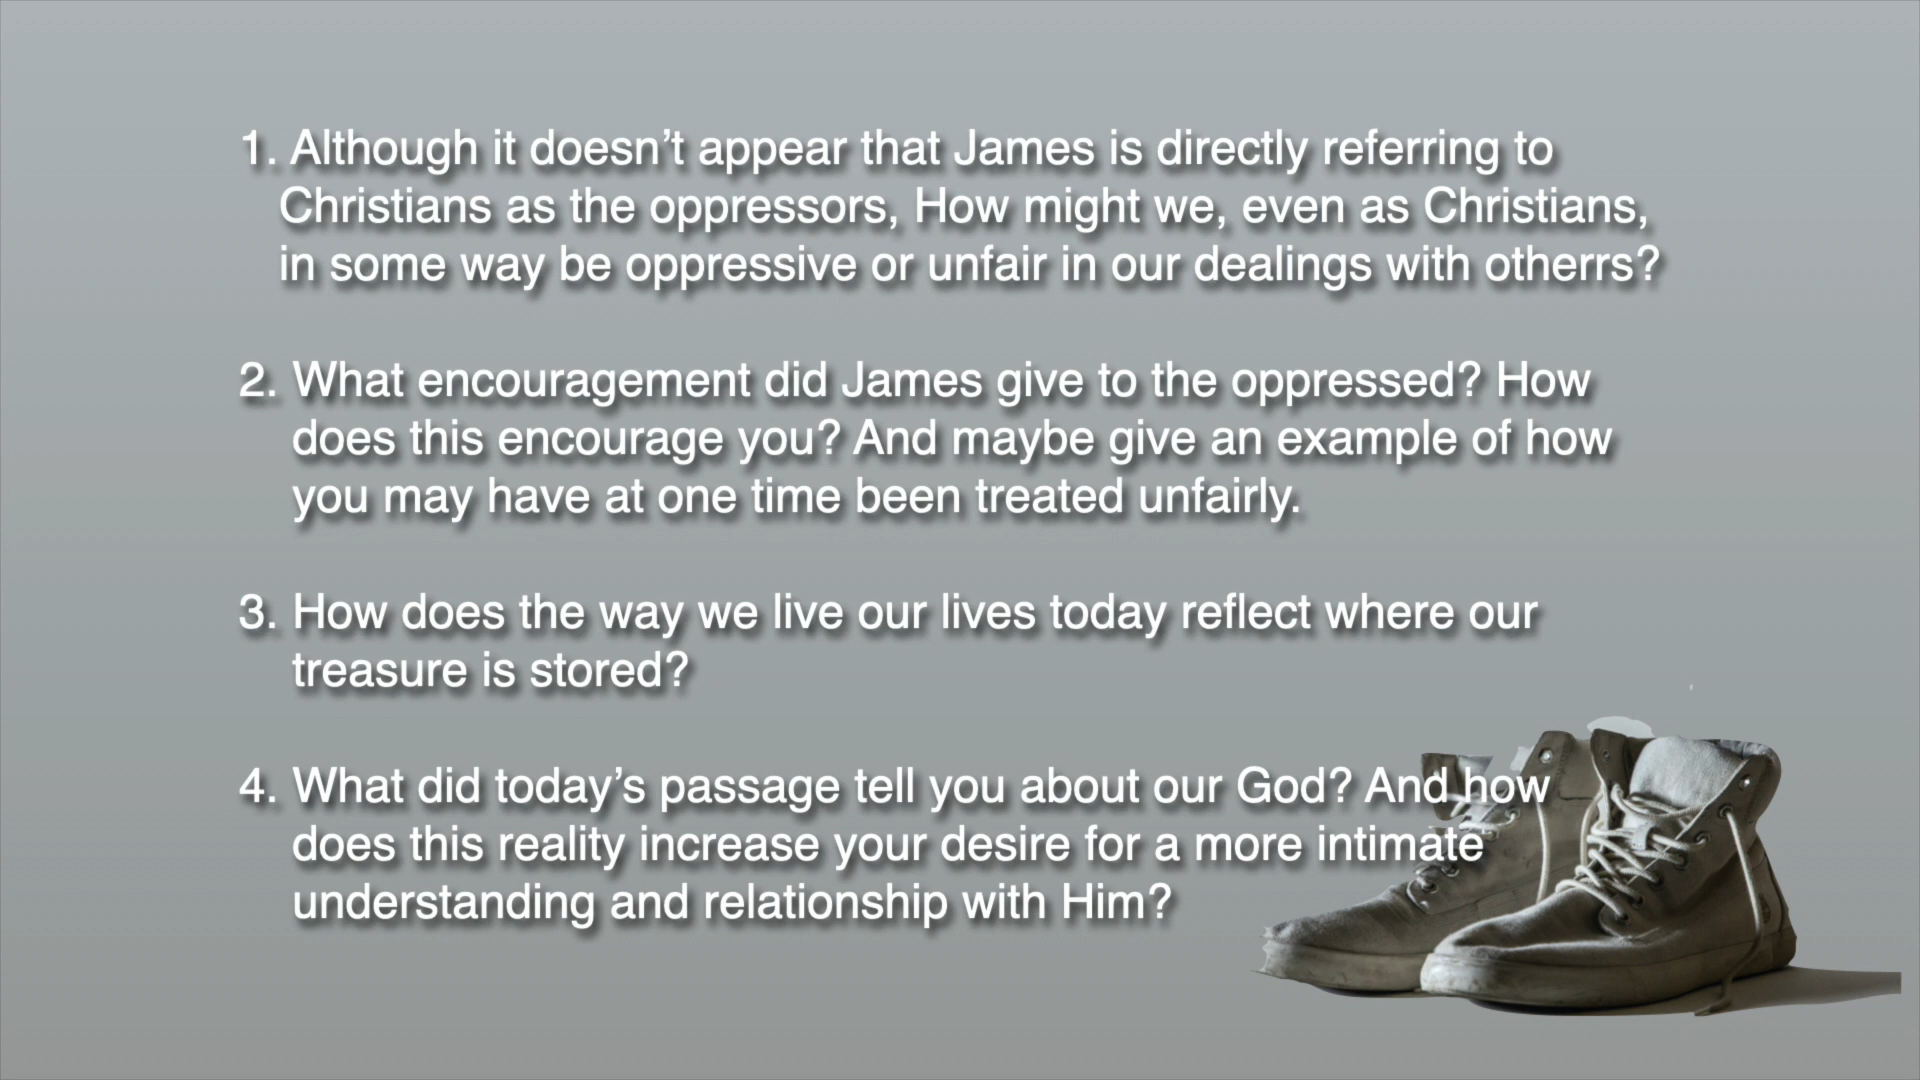 1. Although it doesn’t appear that James is directly referring to
Christians as the oppressors, How might we, even as Christians,
in some way be oppressive or unfair in our dealings with otherrs?
2. What encouragement did James give to the oppressed? How
does this encourage you? And maybe give an example of how
you may have at one time been treated unfairly.
3. How does the way we live our lives today reflect where our
treasure is stored?
4. What did today’s passage tell you about our God? And how
does this reality increase your desire for a more intimate
understanding and relationship with Him?